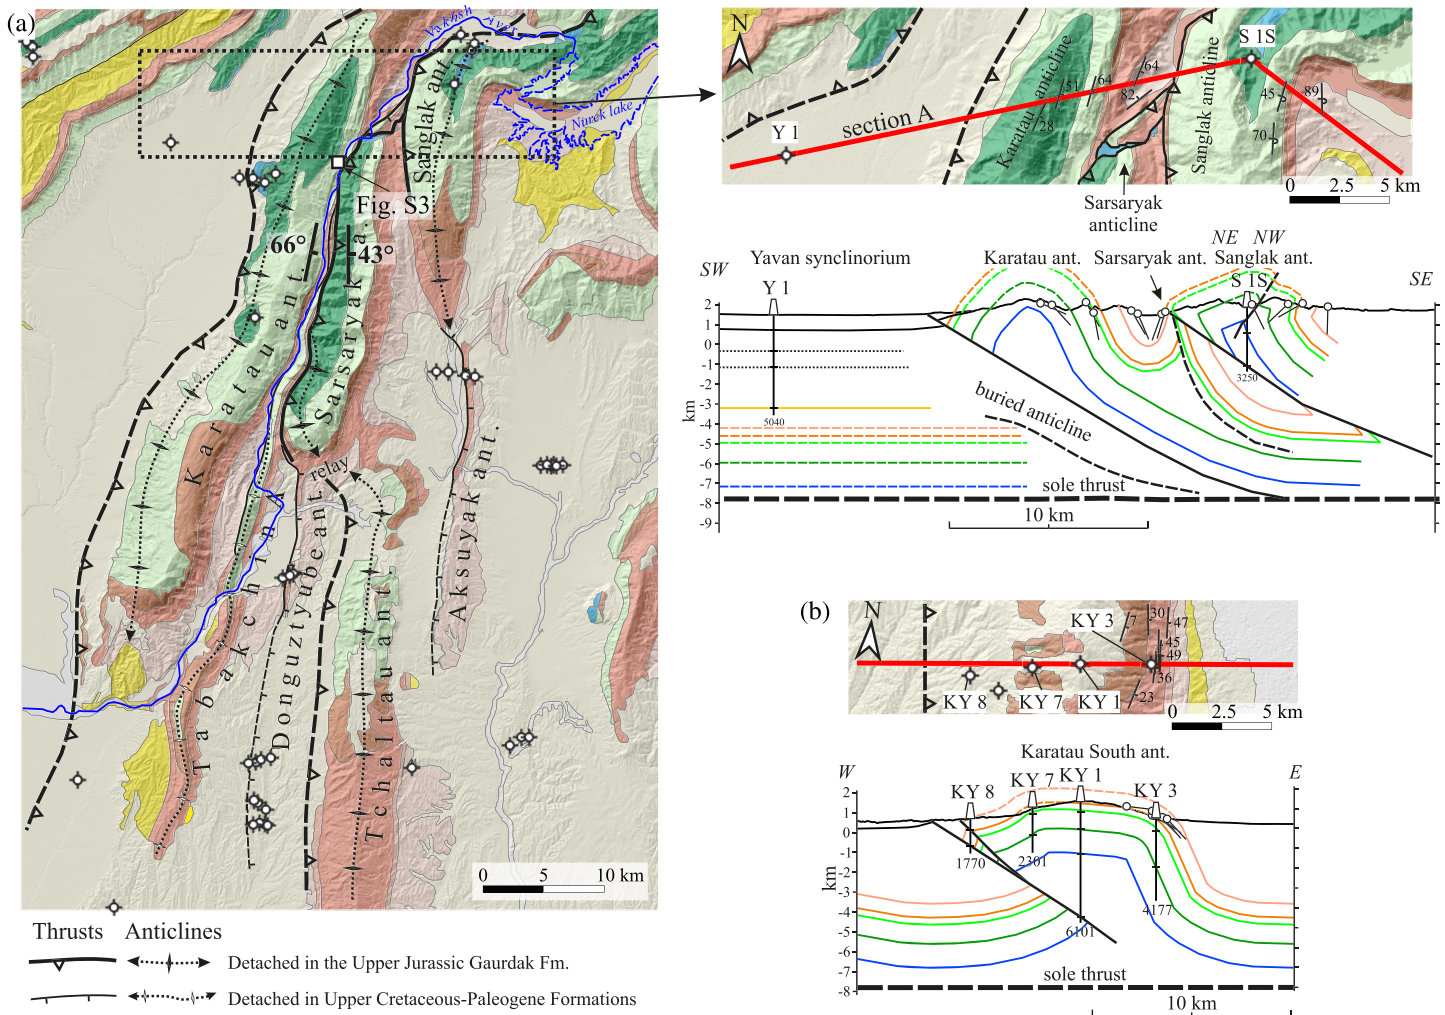 (a)
Vakhsh river
Sanglak ant.
Nurek lake
Fig. S3
66°
43°
Karatau ant.
Sarsaryak a.
relay
Tabakchin A
Donguztyubeant.
Tchaltau ant.
Aksuyak ant.
0 5 10 km
Thrusts Anticlines
Detached in the Upper Jurassic Gaurdak Fm.
Detached in Upper Cretaceous-Paleogene Formations
N
S 1S
Y 1
section A
Karatau anticline
Sanglak anticline
51
64
28
82
64
45
89
70
Sarsaryak
anticline
0 2.5 5 km
NE NW
SW Yavan synclinorium Karatau ant. Sarsaryak ant. Sanglak ant. SE
Y 1
S 1S
2
1
0
-1
-2
-3
-4
-5
-6
-7
-8
-9
km
5040
3250
buried anticline
sole thrust
10 km
(b)
N
KY 3
7
30
47
45
49
36
23
KY 8 KY 7 KY 1
0 2.5 5 km
Karatau South ant.
W E
KY 8 KY 7 KY 1 KY 3
2
1
0
-1
-2
-3
-4
-5
-6
-7
-8
km
1770
2301
6101
4177
sole thrust
10 km